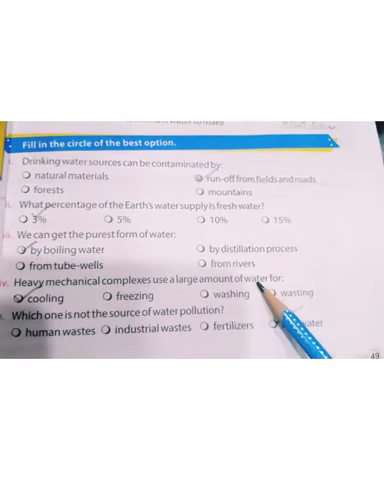 Fill in the circle of the best option.
i. Drinking water sources can be contaminated by:
natural materials run-off from fields and roads
forests mountains
ii. What percentage of the Earth's water supply is fresh water?
3% 5% 10% 15%
iii. We can get the purest form of water:
by boiling water by distillation process
from tube-wells from rivers
iv. Heavy mechanical complexes use a large amount of water for:
cooling freezing washing wasting
v. Which one is not the source of water pollution?
human wastes industrial wastes fertilizers
49